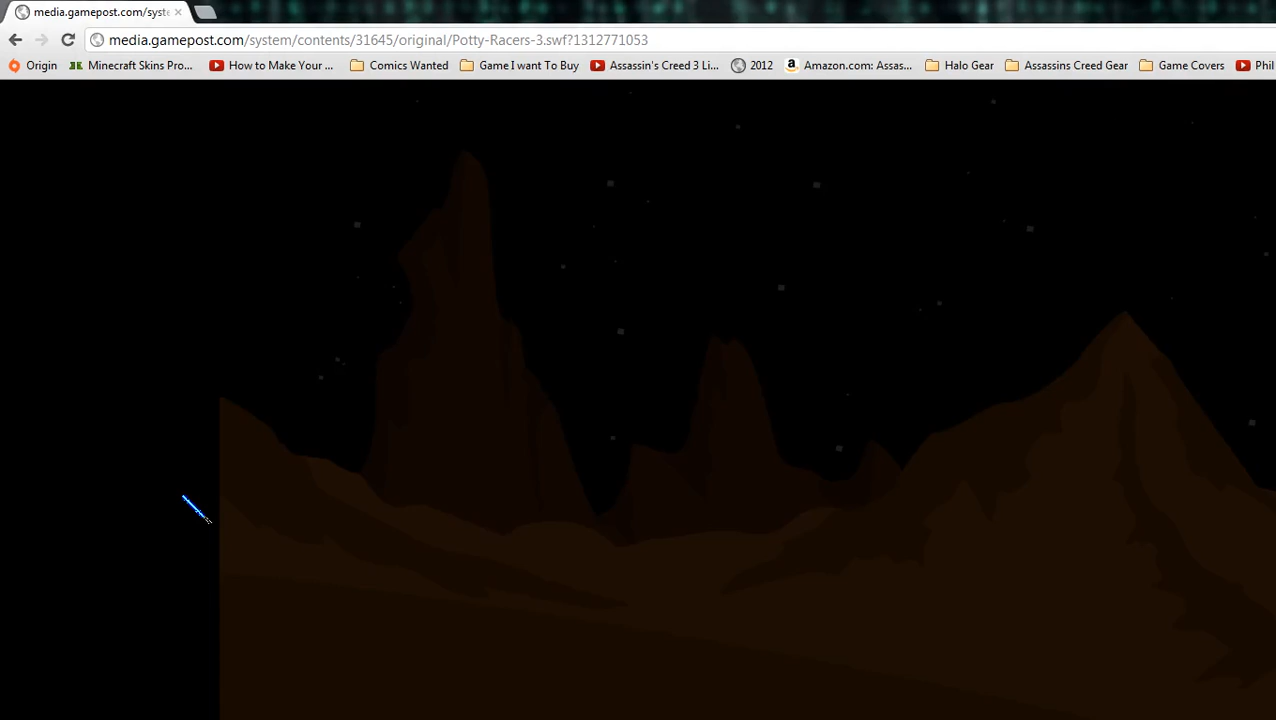 media.gamepost.com/syste
media.gamepost.com/system/contents/31645/original/Potty-Racers-3.swf?1312771053
Origin Minecraft Skins Pro... How to Make Your ... Comics Wanted Game I want To Buy Assassin's Creed 3 Li... 2012 Amazon.com: Assas... Halo Gear Assassins Creed Gear Game Covers Phil